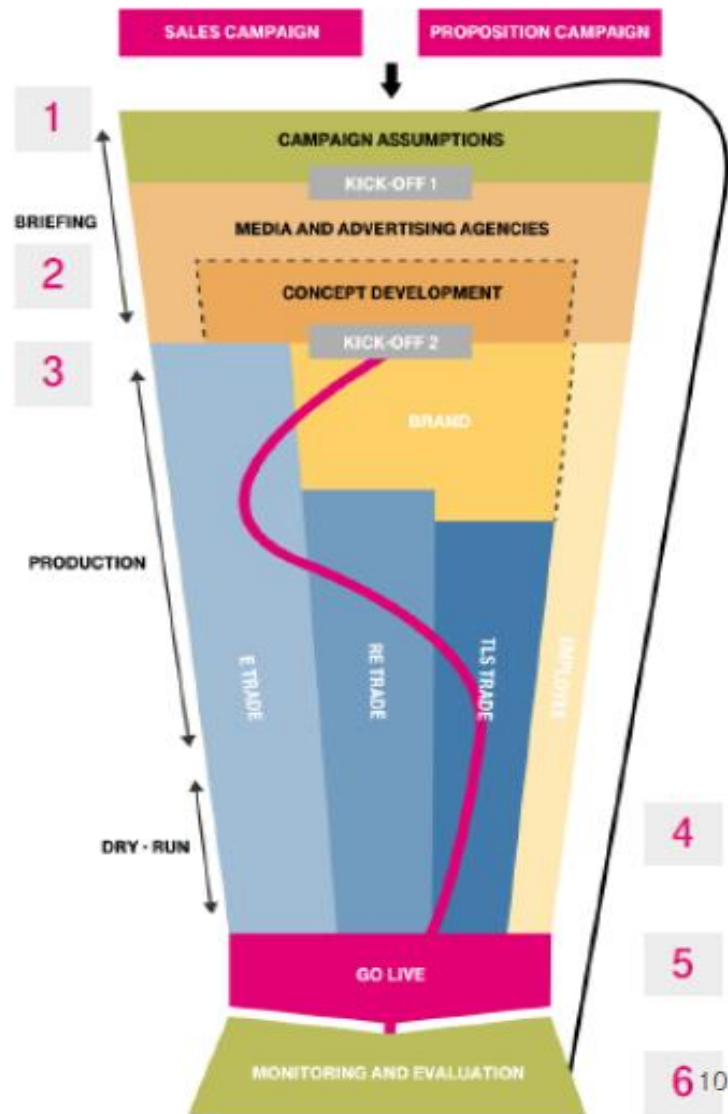 SALES CAMPAIGN
PROPOSITION CAMPAIGN
1
CAMPAIGN ASSUMPTIONS
KICK-OFF 1
BRIEFING
MEDIA AND ADVERTISING AGENCIES
2
CONCEPT DEVELOPMENT
KICK-OFF 2
3
BRAND
PRODUCTION
E TRADE
RE TRADE
TLS TRADE
EMPLOYEE
DRY - RUN
4
GO LIVE
5
MONITORING AND EVALUATION
6 10